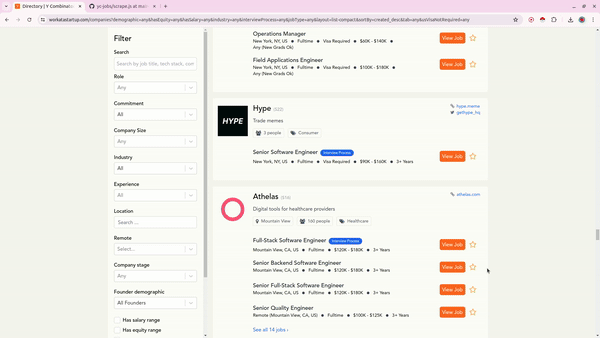 Directory | Y Combinator
yc-jobs/scrape.js at main
workatastartup.com/companies?demographic=any&hasEquity=any&hasSalary=any&industry=any&interviewProcess=any&jobType=any&layout=list-compact&sortBy=created_desc&tab=any&usVisaNotRequired=any
Filter
Search
Search by job title, tech stack, com
Role
Any
Commitment
All
Company Size
Any
Industry
All
Experience
All
Location
Search ...
Remote
Select...
Company stage
Any
Founder demographic
All Founders
Has salary range
Has equity range
Operations Manager
New York, NY, US • Fulltime • Visa Required • $60K - $140K •
Any (New Grads Ok)
View Job
Field Applications Engineer
New York, NY, US • Fulltime • Visa Required • $100K - $180K •
Any (New Grads Ok)
View Job
HYPE
Hype
Trade memes
3 people
Consumer
hype.meme
gethype_hq
Senior Software Engineer
Interview Process
New York, NY, US • Fulltime • Visa Required • $90K - $160K • 3+ Years
View Job
Athelas
Digital tools for healthcare providers
Mountain View
150 people
Healthcare
athelas.com
Full-Stack Software Engineer
Interview Process
Mountain View, CA, US • Fulltime • $120K - $180K • 3+ Years
View Job
Senior Backend Software Engineer
Mountain View, CA, US • Fulltime • $120K - $180K • 3+ Years
View Job
Senior Full-Stack Software Engineer
Mountain View, CA, US • Fulltime • $120K - $180K • 3+ Years
View Job
Senior Quality Engineer
Remote (Mountain View, CA, US) • Fulltime • $100K - $125K • 3+ Years
View Job
See all 14 jobs ›